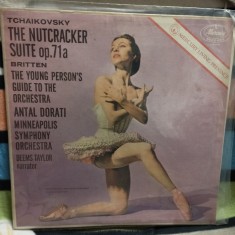 TCHAIKOVSKY
THE NUTCRACKER
SUITE op.71a
BRITTEN
THE YOUNG PERSON'S
GUIDE TO THE
ORCHESTRA
ANTAL DORATI
MINNEAPOLIS
SYMPHONY
ORCHESTRA
DEEMS TAYLOR
narrator